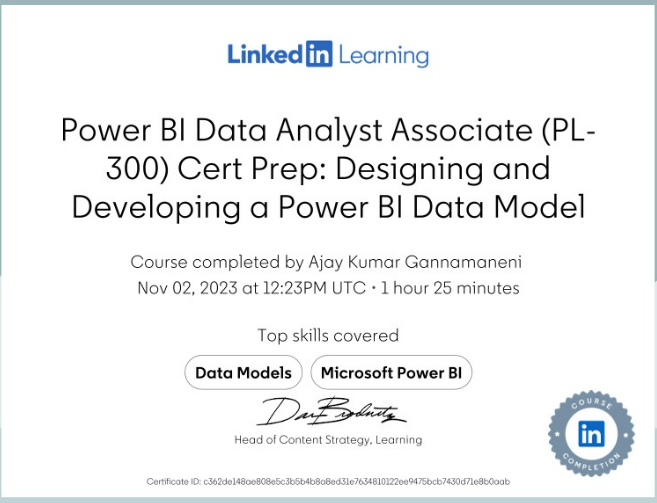 Linked in Learning
Power BI Data Analyst Associate (PL-
300) Cert Prep: Designing and
Developing a Power BI Data Model
Course completed by Ajay Kumar Gannamaneni
Nov 02, 2023 at 12:23PM UTC • 1 hour 25 minutes
Top skills covered
Data Models Microsoft Power BI
Head of Content Strategy, Learning
COURSE
in
COMPLETION
Certificate ID: c362de148ae808e5c3b5b4b8a8ed31e7634810122ee9475bcb7430d71e8b0aab